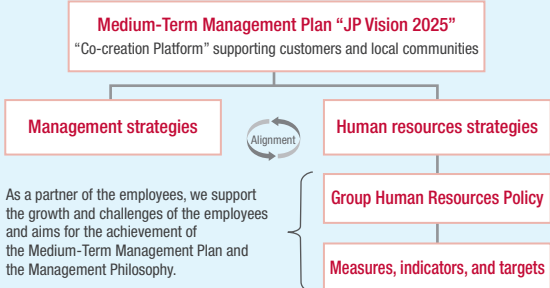 Medium-Term Management Plan “JP Vision 2025”
“Co-creation Platform” supporting customers and local communities
Management strategies
Alignment
Human resources strategies
As a partner of the employees, we support
the growth and challenges of the employees
and aims for the achievement of
the Medium-Term Management Plan and
the Management Philosophy.
Group Human Resources Policy
Measures, indicators, and targets